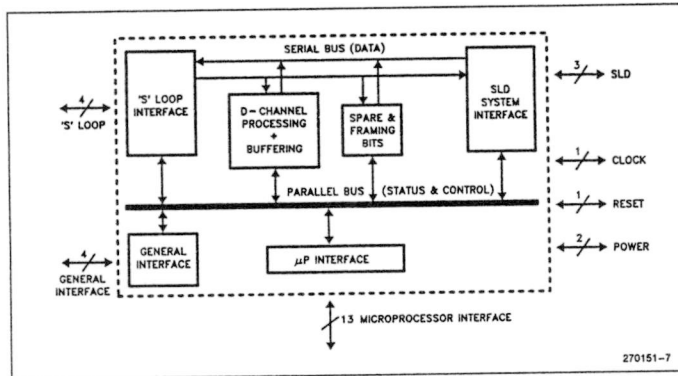 SERIAL BUS (DATA)
'S' LOOP
INTERFACE
D-CHANNEL
PROCESSING
+
BUFFERING
SPARE &
FRAMING
BITS
SLD
SYSTEM
INTERFACE
4
'S' LOOP
3
SLD
1
CLOCK
PARALLEL BUS (STATUS & CONTROL)
1
RESET
2
POWER
4
GENERAL
INTERFACE
GENERAL
INTERFACE
μP INTERFACE
13 MICROPROCESSOR INTERFACE
270151-7